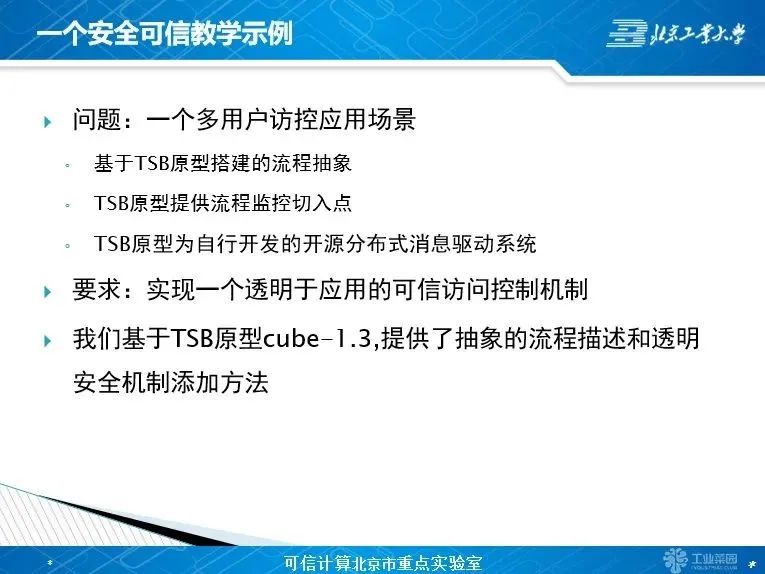 一个安全可信教学示例
北京工业大学
问题：一个多用户访控应用场景
基于TSB原型搭建的流程抽象
TSB原型提供流程监控切入点
TSB原型为自行开发的开源分布式消息驱动系统
要求：实现一个透明于应用的可信访问控制机制
我们基于TSB原型cube-1.3,提供了抽象的流程描述和透明
安全机制添加方法
* 可信计算北京市重点实验室 *
工业菜园